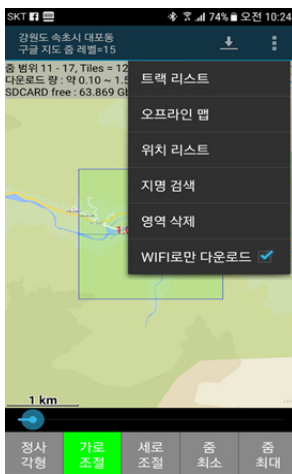 SKT 74% 오전 10:24
강원도 속초시 대포동
구글 지도 줌 레벨=15
줌 범위 11 - 17, Tiles = 12
다운로드 량 : 약 0.10 ~ 1.5
SDCARD free : 63.869 Gb
트랙 리스트
오프라인 맵
위치 리스트
지명 검색
영역 삭제
WIFI로만 다운로드
1 km
정사각형
가로조절
세로조절
줌최소
줌최대